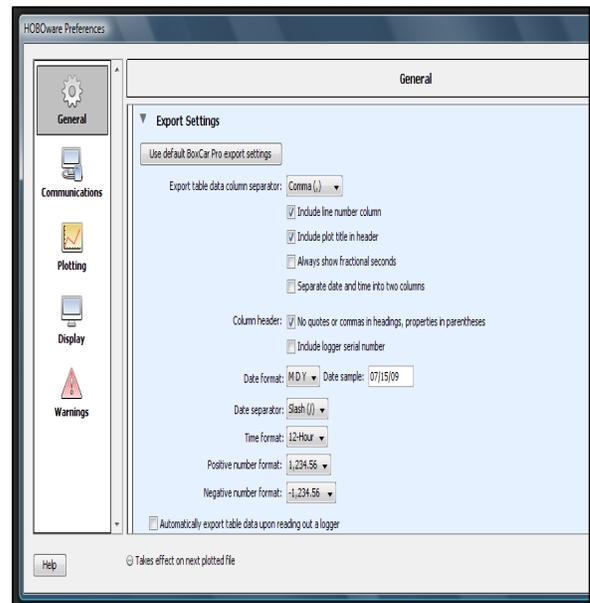 HOBOware Preferences
General
Communications
Plotting
Display
Warnings
General
Export Settings
Use default BoxCar Pro export settings
Export table data column separator: Comma (,)
Include line number column
Include plot title in header
Always show fractional seconds
Separate date and time into two columns
Column header: No quotes or commas in headings, properties in parentheses
Include logger serial number
Date format: M D Y Date sample: 07/15/09
Date separator: Slash (/)
Time format: 12-Hour
Positive number format: 1,234.56
Negative number format: -1,234.56
Automatically export table data upon reading out a logger
Help
Takes effect on next plotted file